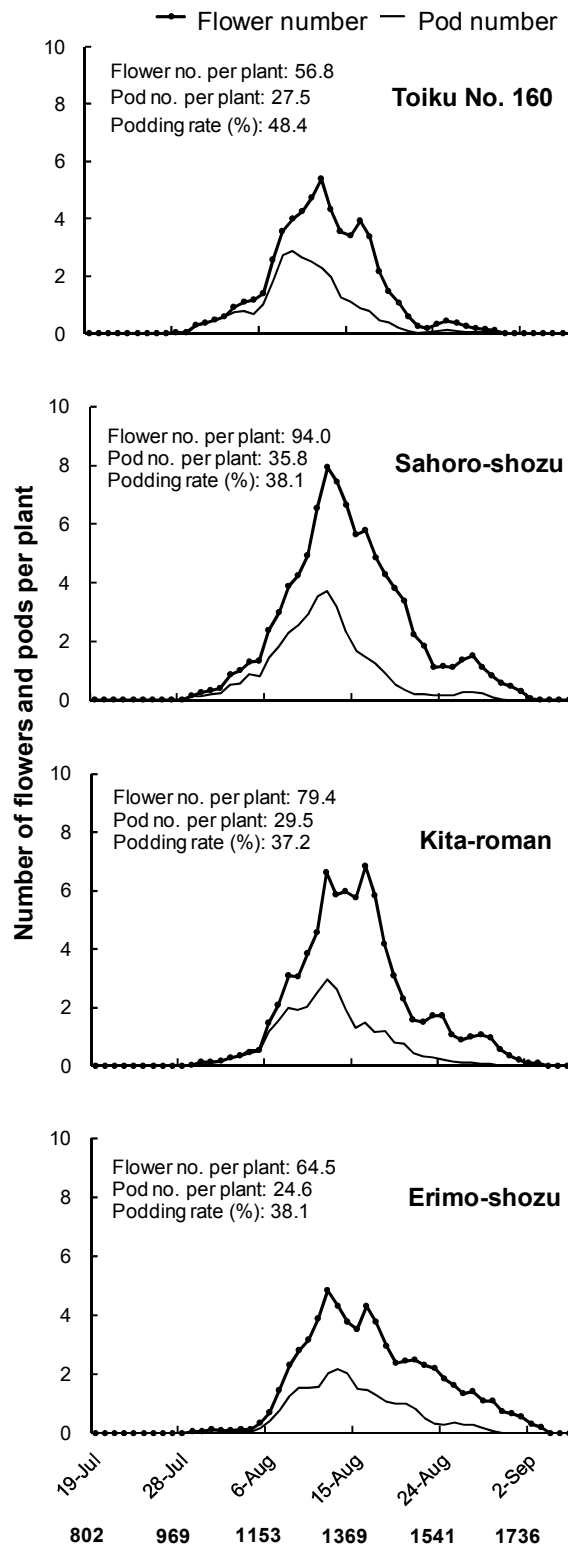 Flower number Pod number
10
8
6
4
2
0
Flower no. per plant: 56.8
Pod no. per plant: 27.5
Podding rate (%): 48.4
Toiku No. 160
10
8
6
4
2
0
Flower no. per plant: 94.0
Pod no. per plant: 35.8
Podding rate (%): 38.1
Sahoro-shozu
Number of flowers and pods per plant
10
8
6
4
2
0
Flower no. per plant: 79.4
Pod no. per plant: 29.5
Podding rate (%): 37.2
Kita-roman
10
8
6
4
2
0
Flower no. per plant: 64.5
Pod no. per plant: 24.6
Podding rate (%): 38.1
Erimo-shozu
19-Jul 28-Jul 6-Aug 15-Aug 24-Aug 2-Sep
802 969 1153 1369 1541 1736